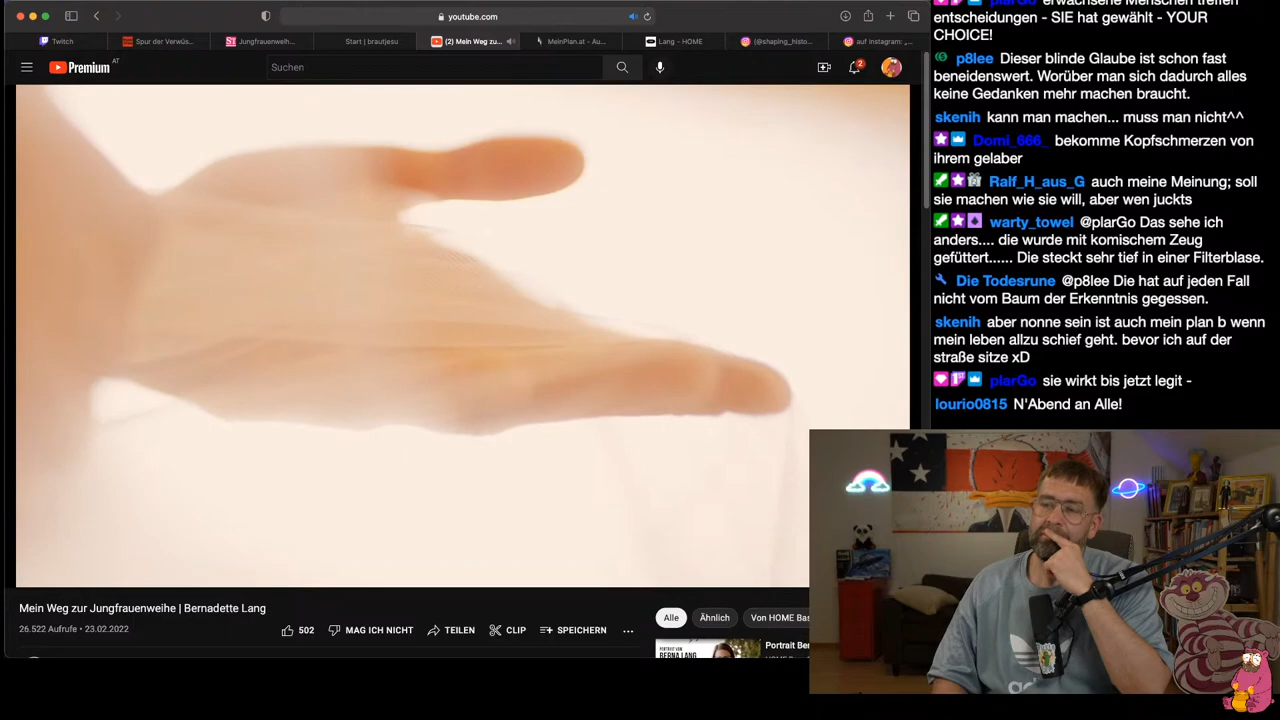 youtube.com
Twitch
Spur der Verwüs...
Jungfrauenweih...
Start | brautjesu
(2) Mein Weg zu...
MeinPlan.at - Au...
Lang - HOME
(@shaping_histo...
auf Instagram: „...
Premium AT
Suchen
2
Mein Weg zur Jungfrauenweihe | Bernadette Lang
26.522 Aufrufe • 23.02.2022
502
MAG ICH NICHT
TEILEN
CLIP
SPEICHERN
Alle
Ähnlich
Von HOME Bas
PORTRAIT VON
BERNA LANG
Portrait Ber
plarGo erwachsene Menschen treffen
entscheidungen - SIE hat gewählt - YOUR
CHOICE!
p8lee Dieser blinde Glaube ist schon fast
beneidenswert. Worüber man sich dadurch alles
keine Gedanken mehr machen braucht.
skenih kann man machen... muss man nicht^^
Domi_666_ bekomme Kopfschmerzen von
ihrem gelaber
Ralf_H_aus_G auch meine Meinung; soll
sie machen wie sie will, aber wen juckts
warty_towel @plarGo Das sehe ich
anders.... die wurde mit komischem Zeug
gefüttert...... Die steckt sehr tief in einer Filterblase.
Die Todesrune @p8lee Die hat auf jeden Fall
nicht vom Baum der Erkenntnis gegessen.
skenih aber nonne sein ist auch mein plan b wenn
mein leben allzu schief geht. bevor ich auf der
straße sitze xD
plarGo sie wirkt bis jetzt legit -
lourio0815 N'Abend an Alle!